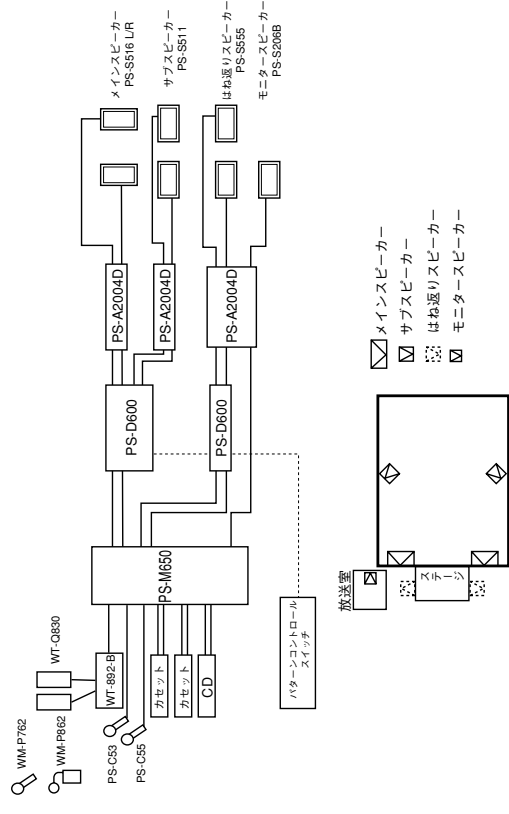 メインスピーカー
PS-S516 L/R
サブスピーカー
PS-S511
はね返りスピーカー
PS-S555
モニタースピーカー
PS-S206B
PS-A2004D
PS-A2004D
PS-A2004D
PS-D600
PS-D600
PS-M650
WT-Q830
WT-892-B
WM-P762
WM-P862
PS-C53
PS-C55
カセット
カセット
CD
パターンコントロール
スイッチ
放送室
ステージ
メインスピーカー
サブスピーカー
はね返りスピーカー
モニタースピーカー